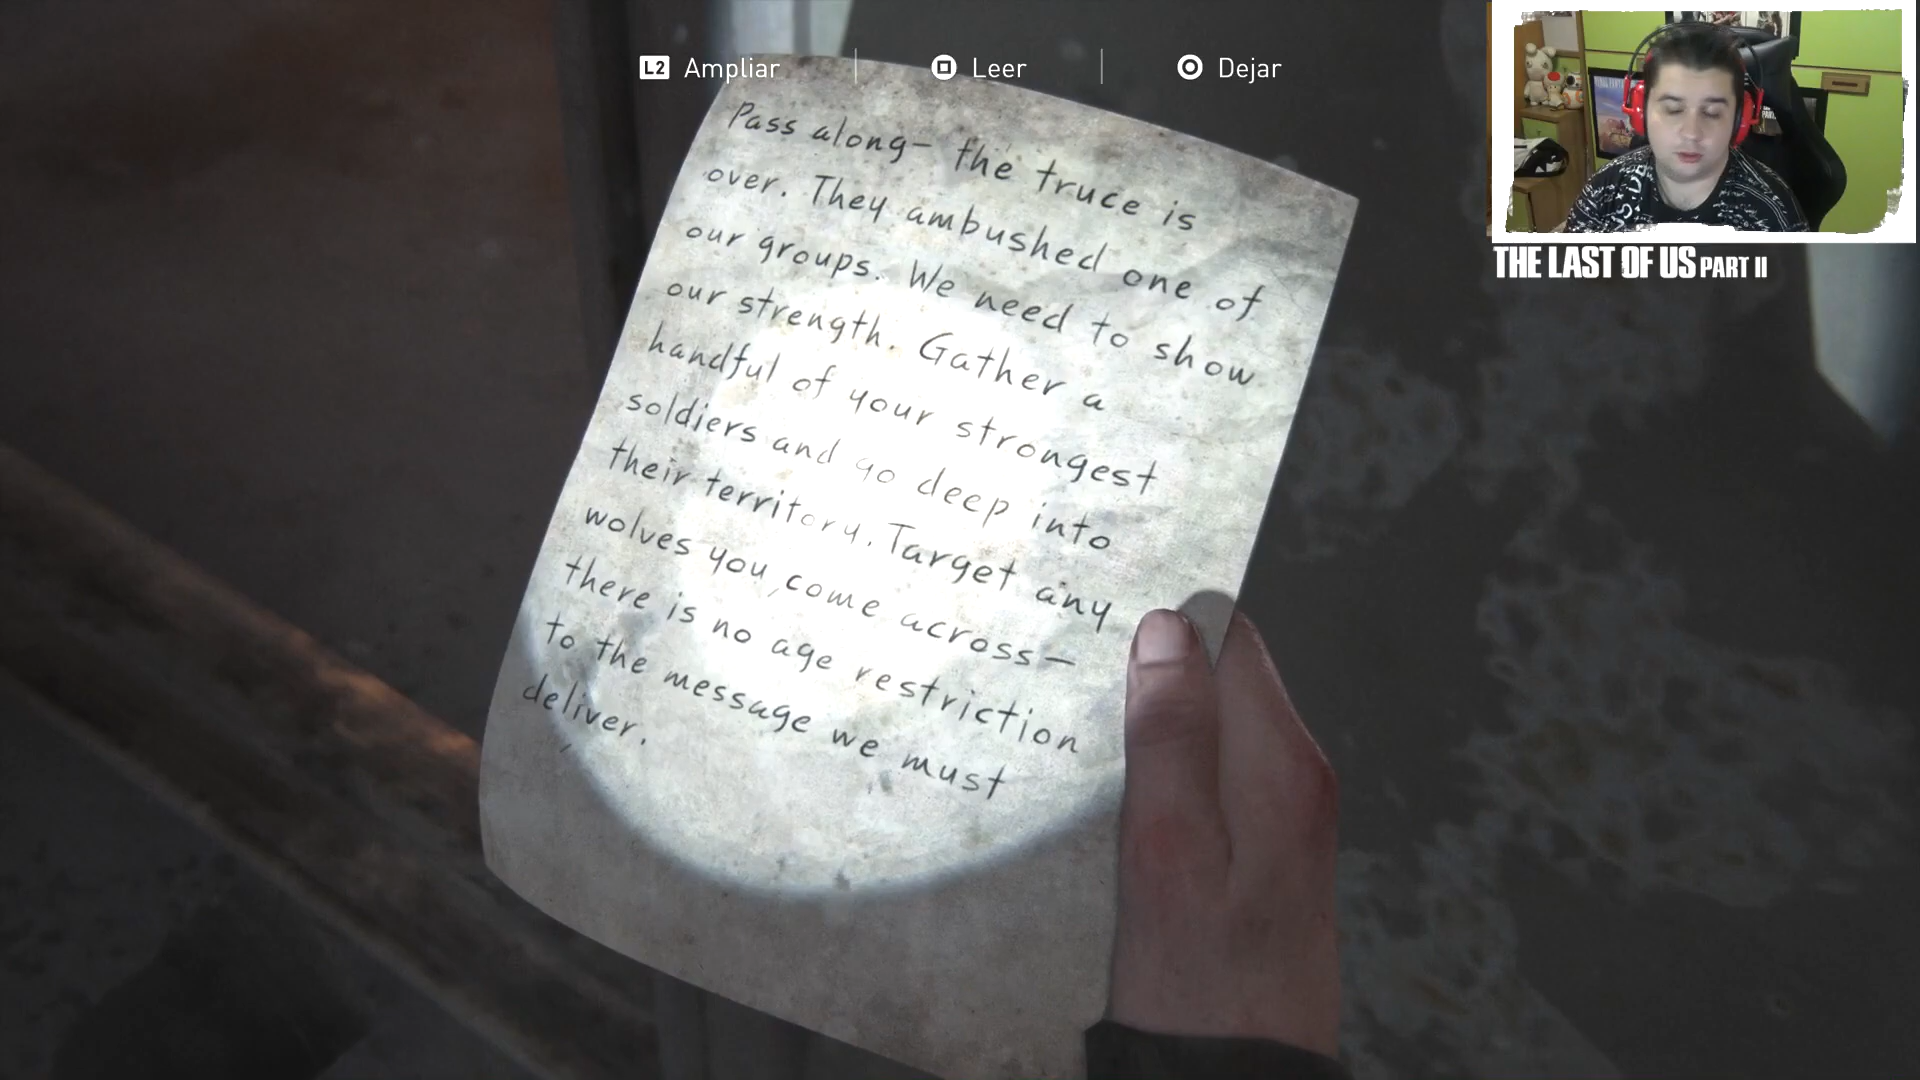 L2 Ampliar
Leer
Dejar
Pass along— the truce is
over. They ambushed one of
our groups. We need to show
our strength. Gather a
handful of your strongest
soldiers and go deep into
their territory. Target any
wolves you come across—
there is no age restriction
to the message we must
deliver.
THE LAST OF US PART II